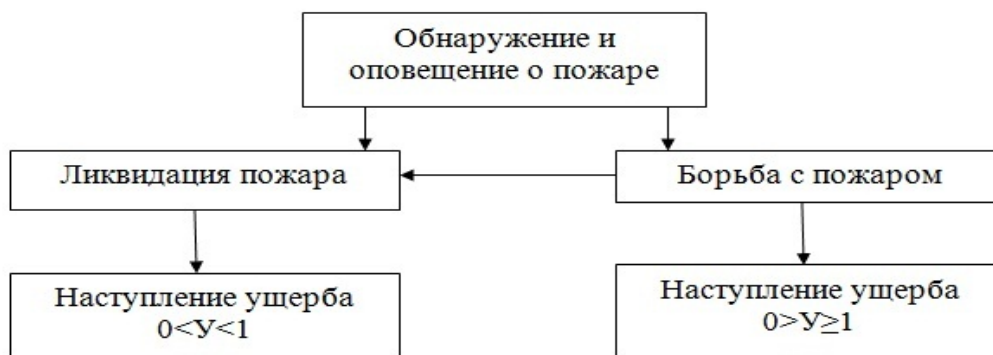 Обнаружение и
оповещение о пожаре
Ликвидация пожара
Борьба с пожаром
Наступление ущерба
0<У<1
Наступление ущерба
0>У≥1